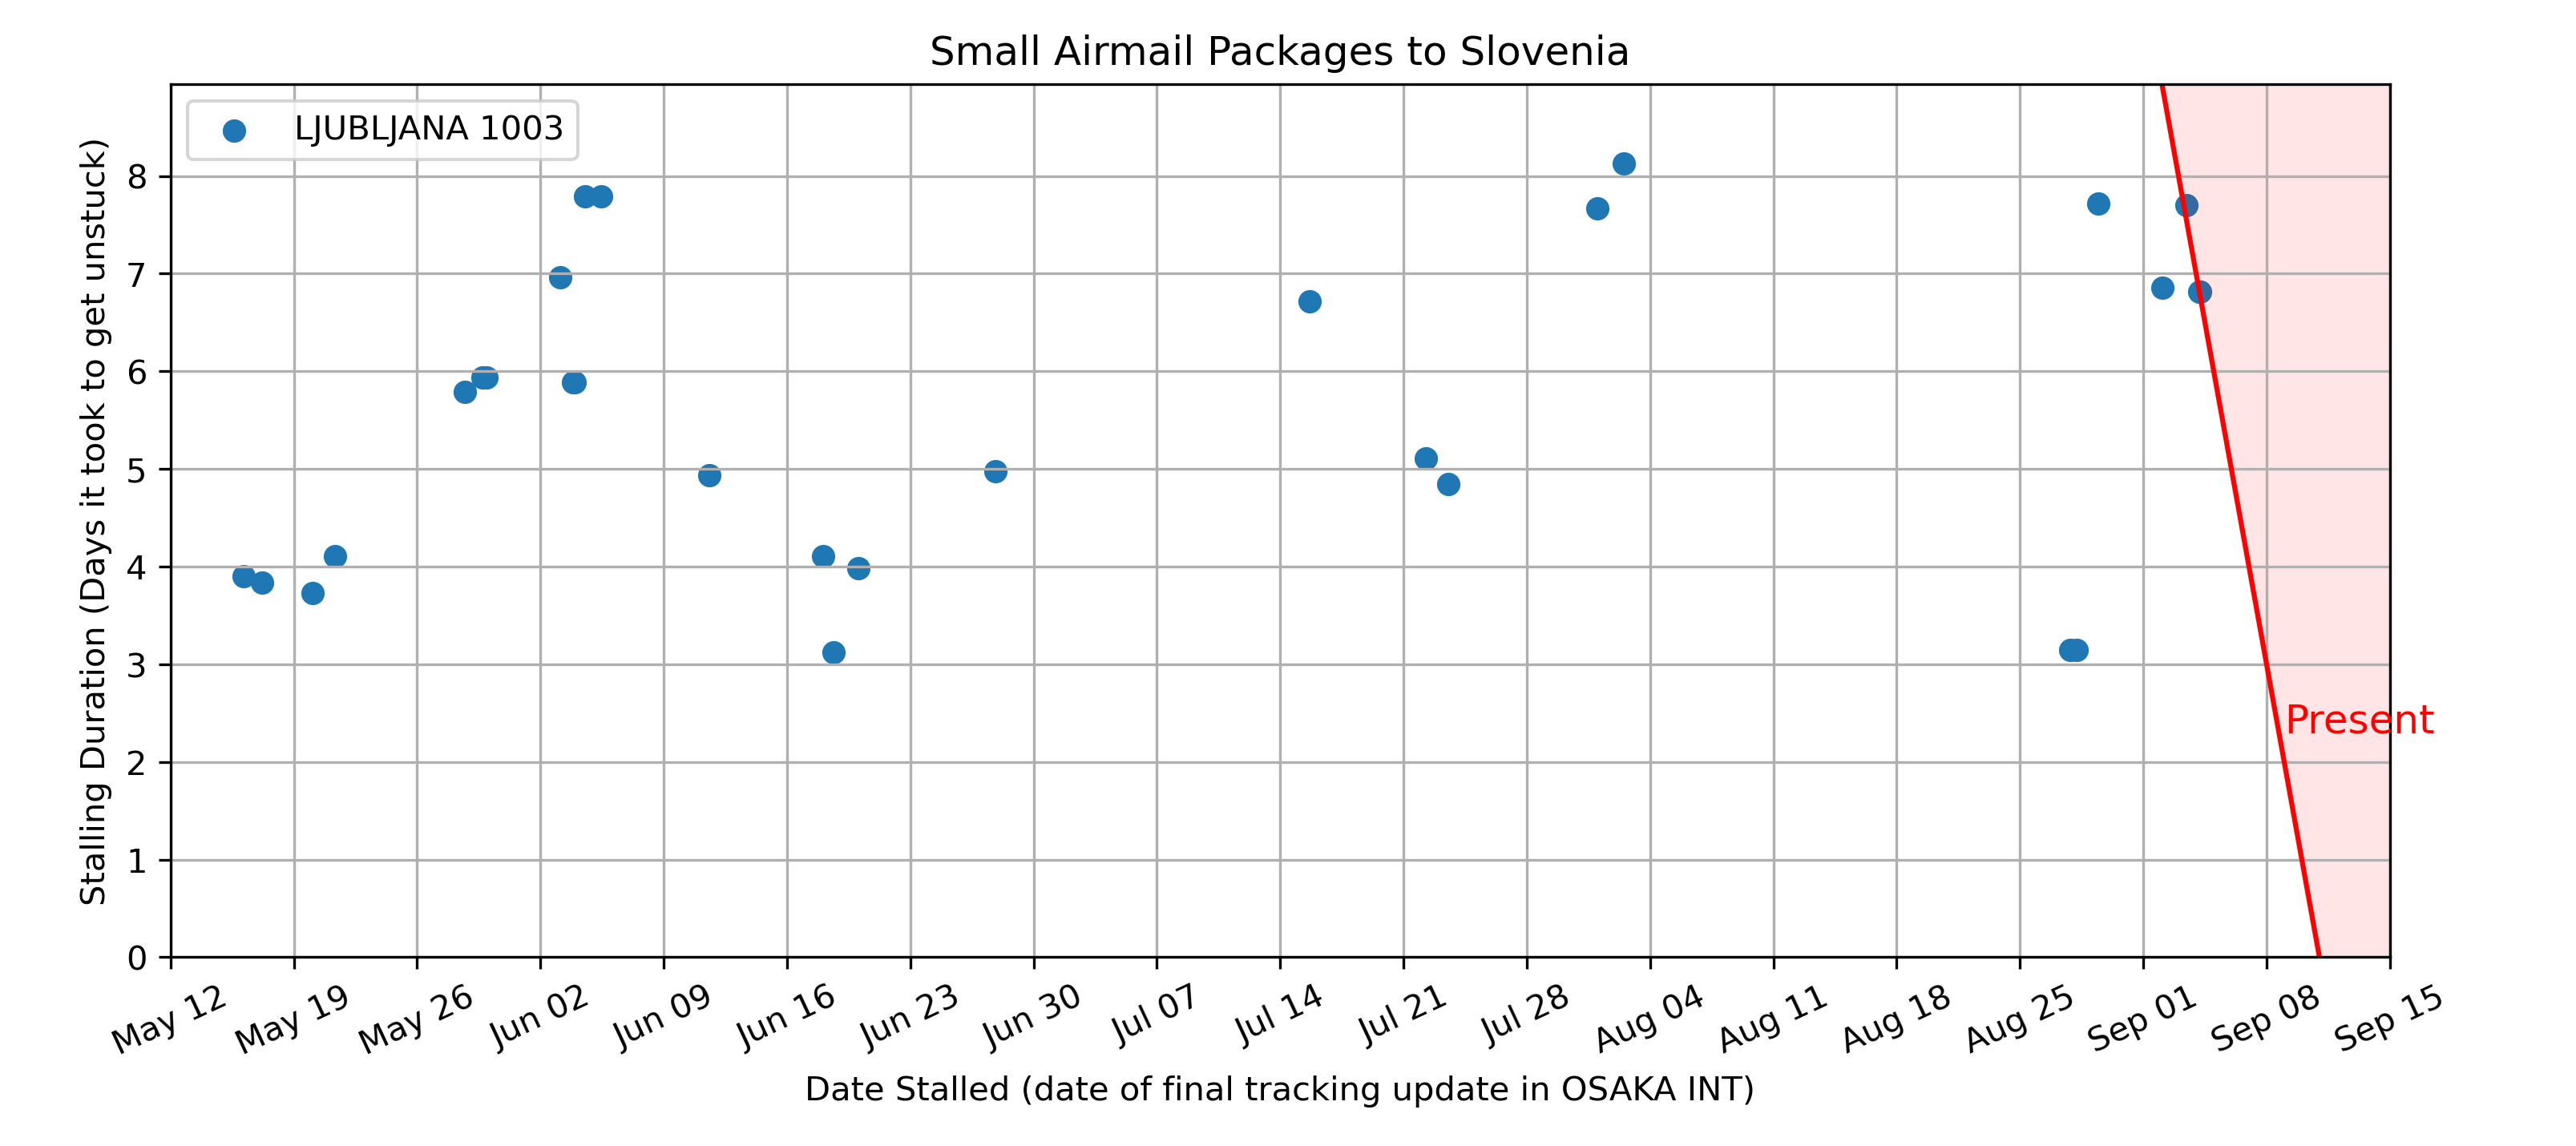 Small Airmail Packages to Slovenia
LJUBLJANA 1003
Stalling Duration (Days it took to get unstuck)
8
7
6
5
4
3
2
1
0
Present
May 12 May 19 May 26 Jun 02 Jun 09 Jun 16 Jun 23 Jun 30 Jul 07 Jul 14 Jul 21 Jul 28 Aug 04 Aug 11 Aug 18 Aug 25 Sep 01 Sep 08 Sep 15
Date Stalled (date of final tracking update in OSAKA INT)